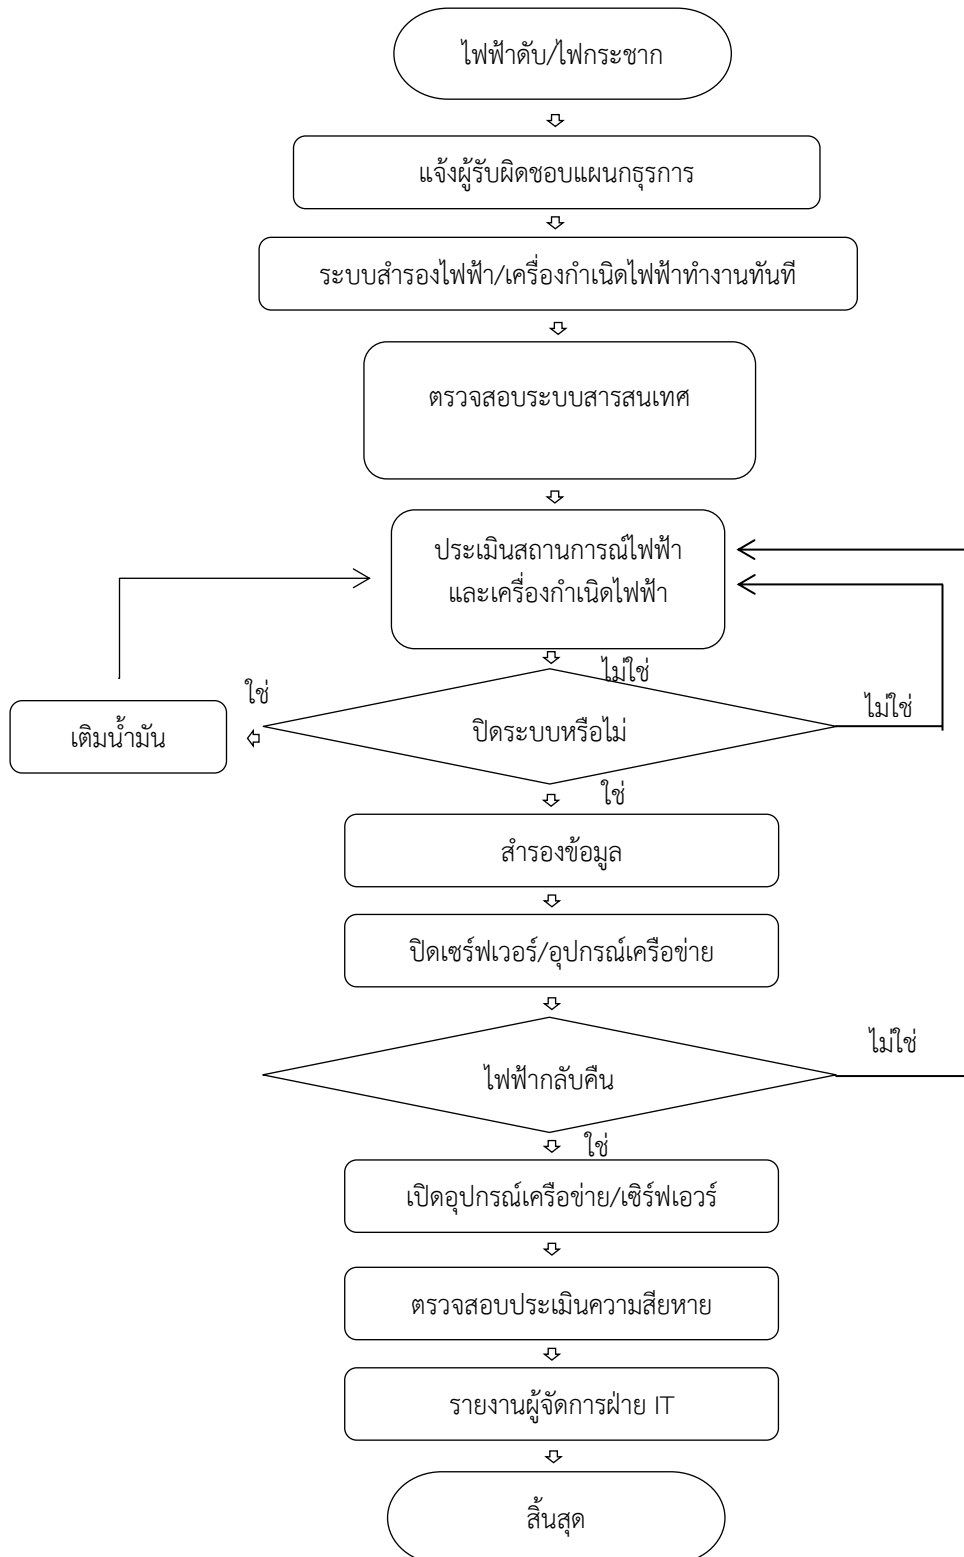 ไฟฟ้าดับ/ไฟกระชาก
แจ้งผู้รับผิดชอบแผนกธุรการ
ระบบสำรองไฟฟ้า/เครื่องกำเนิดไฟฟ้าทำงานทันที
ตรวจสอบระบบสารสนเทศ
ประเมินสถานการณ์ไฟฟ้า
และเครื่องกำเนิดไฟฟ้า
ไม่ใช่
ใช่
ไม่ใช่
เติมน้ำมัน
ปิดระบบหรือไม่
ใช่
สำรองข้อมูล
ปิดเซร์ฟเวอร์/อุปกรณ์เครือข่าย
ไม่ใช่
ไฟฟ้ากลับคืน
ใช่
เปิดอุปกรณ์เครือข่าย/เซิร์ฟเอวร์
ตรวจสอบประเมินความสียหาย
รายงานผู้จัดการฝ่าย IT
สิ้นสุด